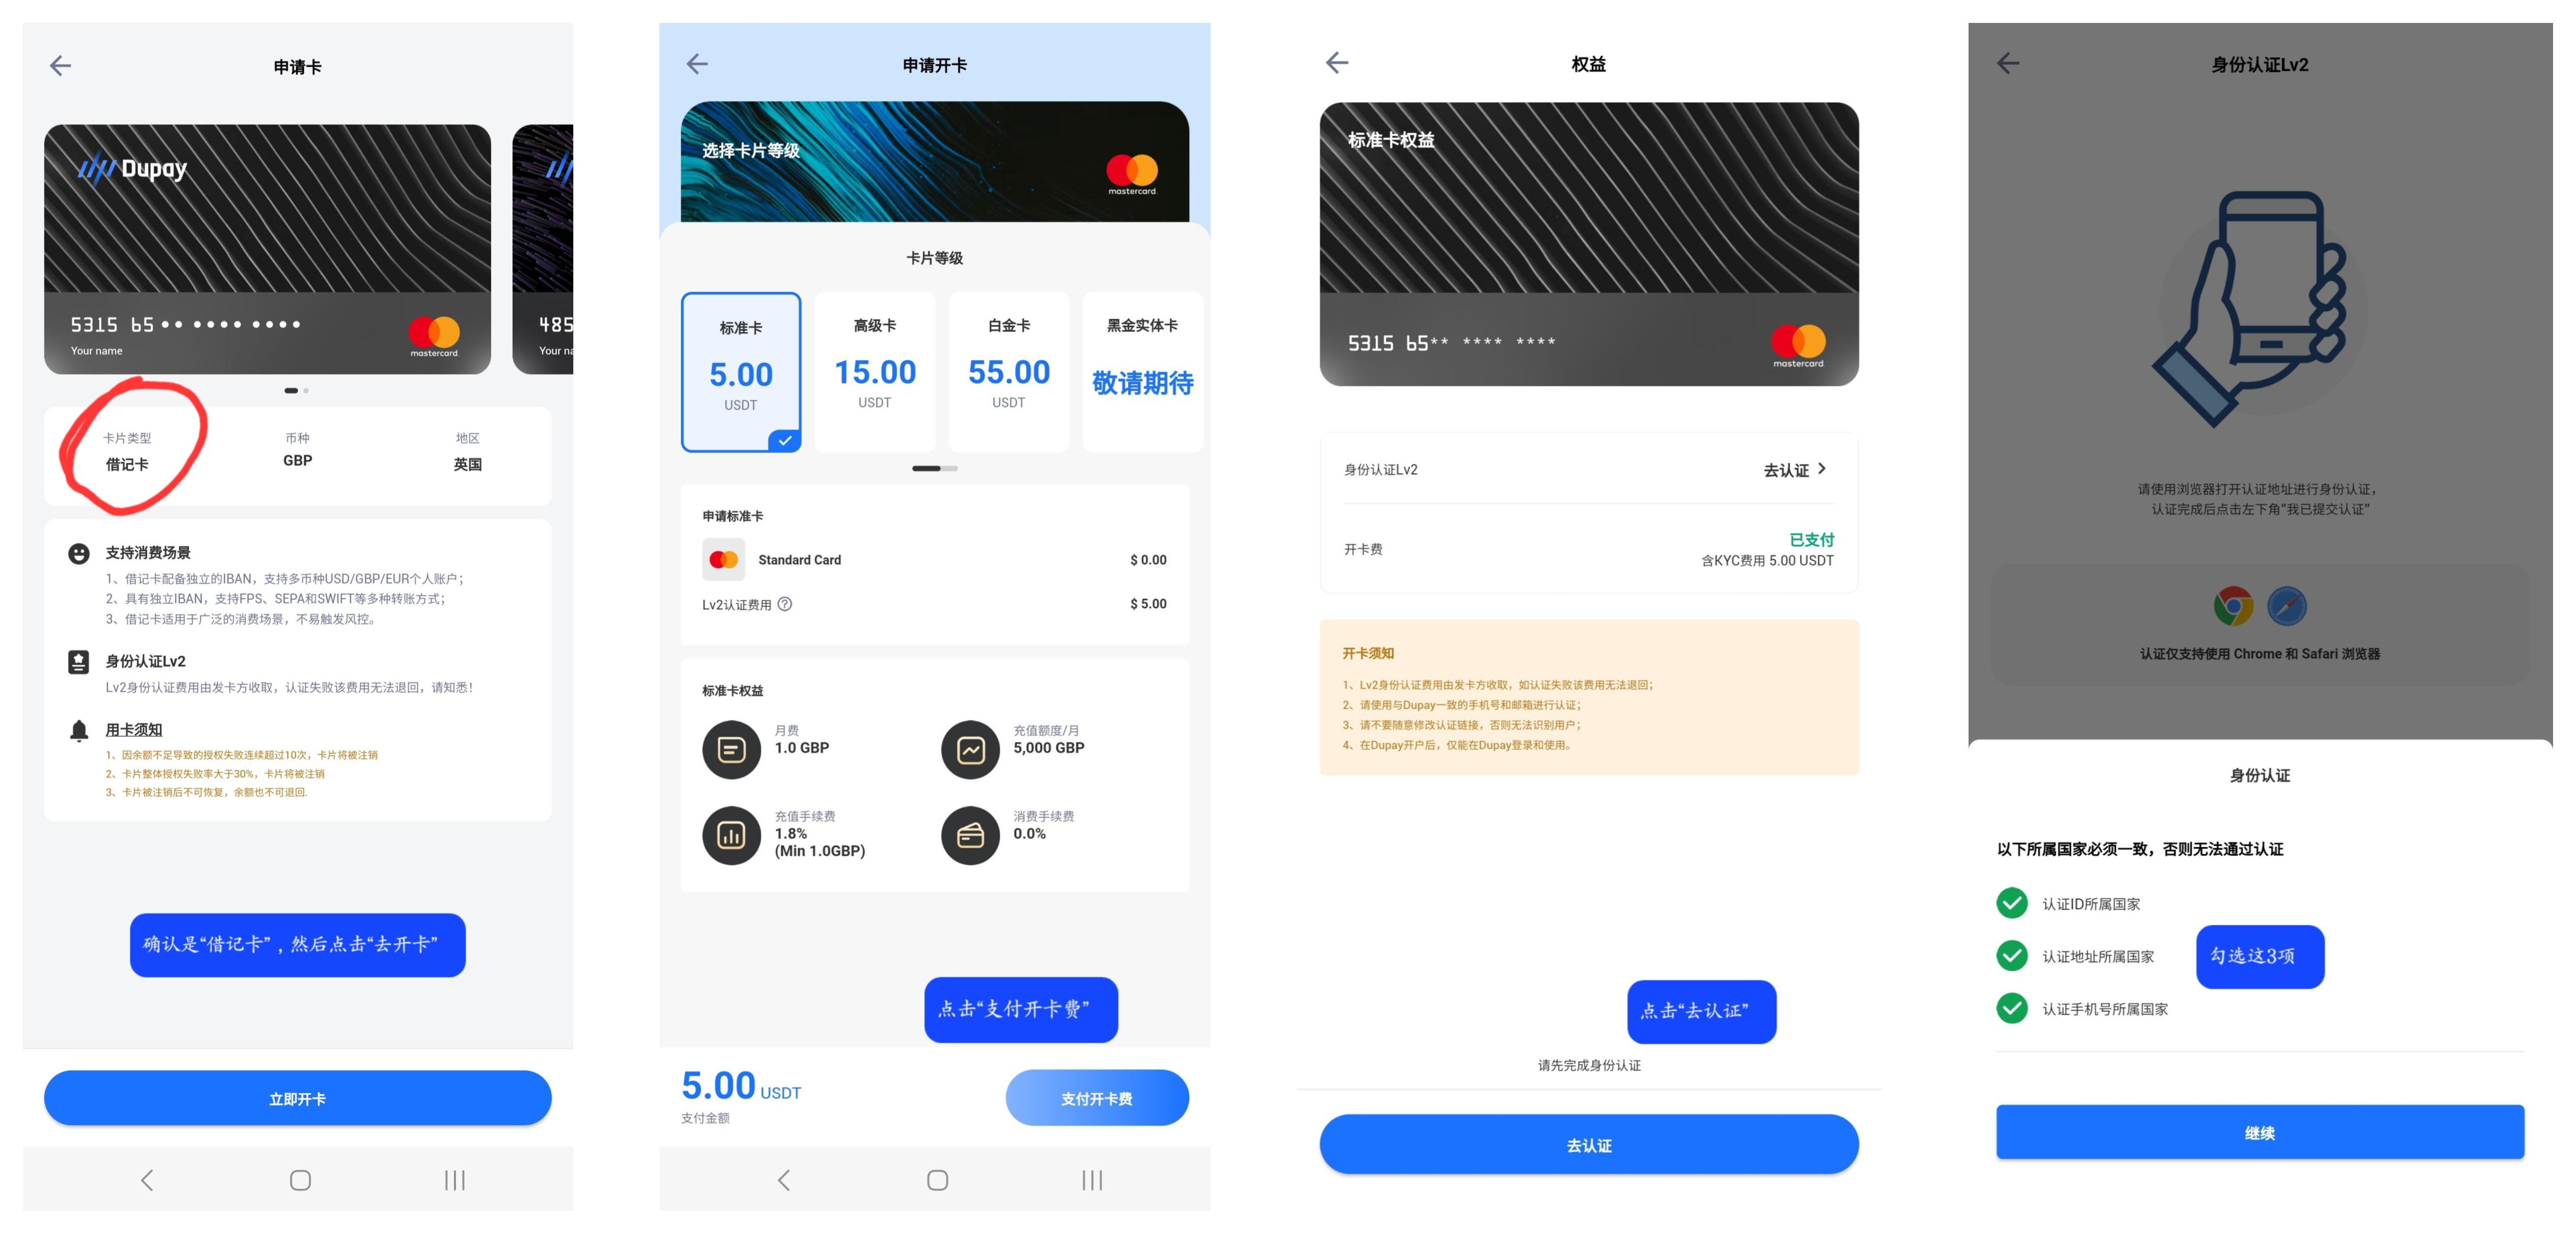 申请卡
Dupay
5315 65•• •••• ••••
Your name
mastercard
485
Your na
卡片类型
币种
地区
借记卡
GBP
英国
支持消费场景
1、借记卡配备独立的IBAN，支持多币种USD/GBP/EUR个人账户；
2、具有独立IBAN，支持FPS、SEPA和SWIFT等多种转账方式；
3、借记卡适用于广泛的消费场景，不易触发风控。
身份认证Lv2
Lv2身份认证费用由发卡方收取，认证失败该费用无法退回，请知悉！
用卡须知
1、因余额不足导致的授权失败连续超过10次，卡片将被注销
2、卡片整体授权失败率大于30%，卡片将被注销
3、卡片被注销后不可恢复，余额也不可退回.
确认是“借记卡”，然后点击“去开卡”
立即开卡
申请开卡
选择卡片等级
mastercard
卡片等级
标准卡
5.00
USDT
高级卡
15.00
USDT
白金卡
55.00
USDT
黑金实体卡
敬请期待
申请标准卡
Standard Card
$ 0.00
Lv2认证费用 ?
$ 5.00
标准卡权益
月费
1.0 GBP
充值额度/月
5,000 GBP
充值手续费
1.8%
(Min 1.0GBP)
消费手续费
0.0%
点击“支付开卡费”
5.00 USDT
支付金额
支付开卡费
权益
标准卡权益
5315 65** **** ****
mastercard
身份认证Lv2
去认证
开卡费
已支付
含KYC费用 5.00 USDT
开卡须知
1、Lv2身份认证费用由发卡方收取，如认证失败该费用无法退回；
2、请使用与Dupay一致的手机号和邮箱进行认证；
3、请不要随意修改认证链接，否则无法识别用户；
4、在Dupay开户后，仅能在Dupay登录和使用。
点击“去认证”
请先完成身份认证
去认证
身份认证Lv2
请使用浏览器打开认证地址进行身份认证，
认证完成后点击左下角“我已提交认证”
认证仅支持使用 Chrome 和 Safari 浏览器
身份认证
以下所属国家必须一致，否则无法通过认证
认证ID所属国家
认证地址所属国家
勾选这3项
认证手机号所属国家
继续